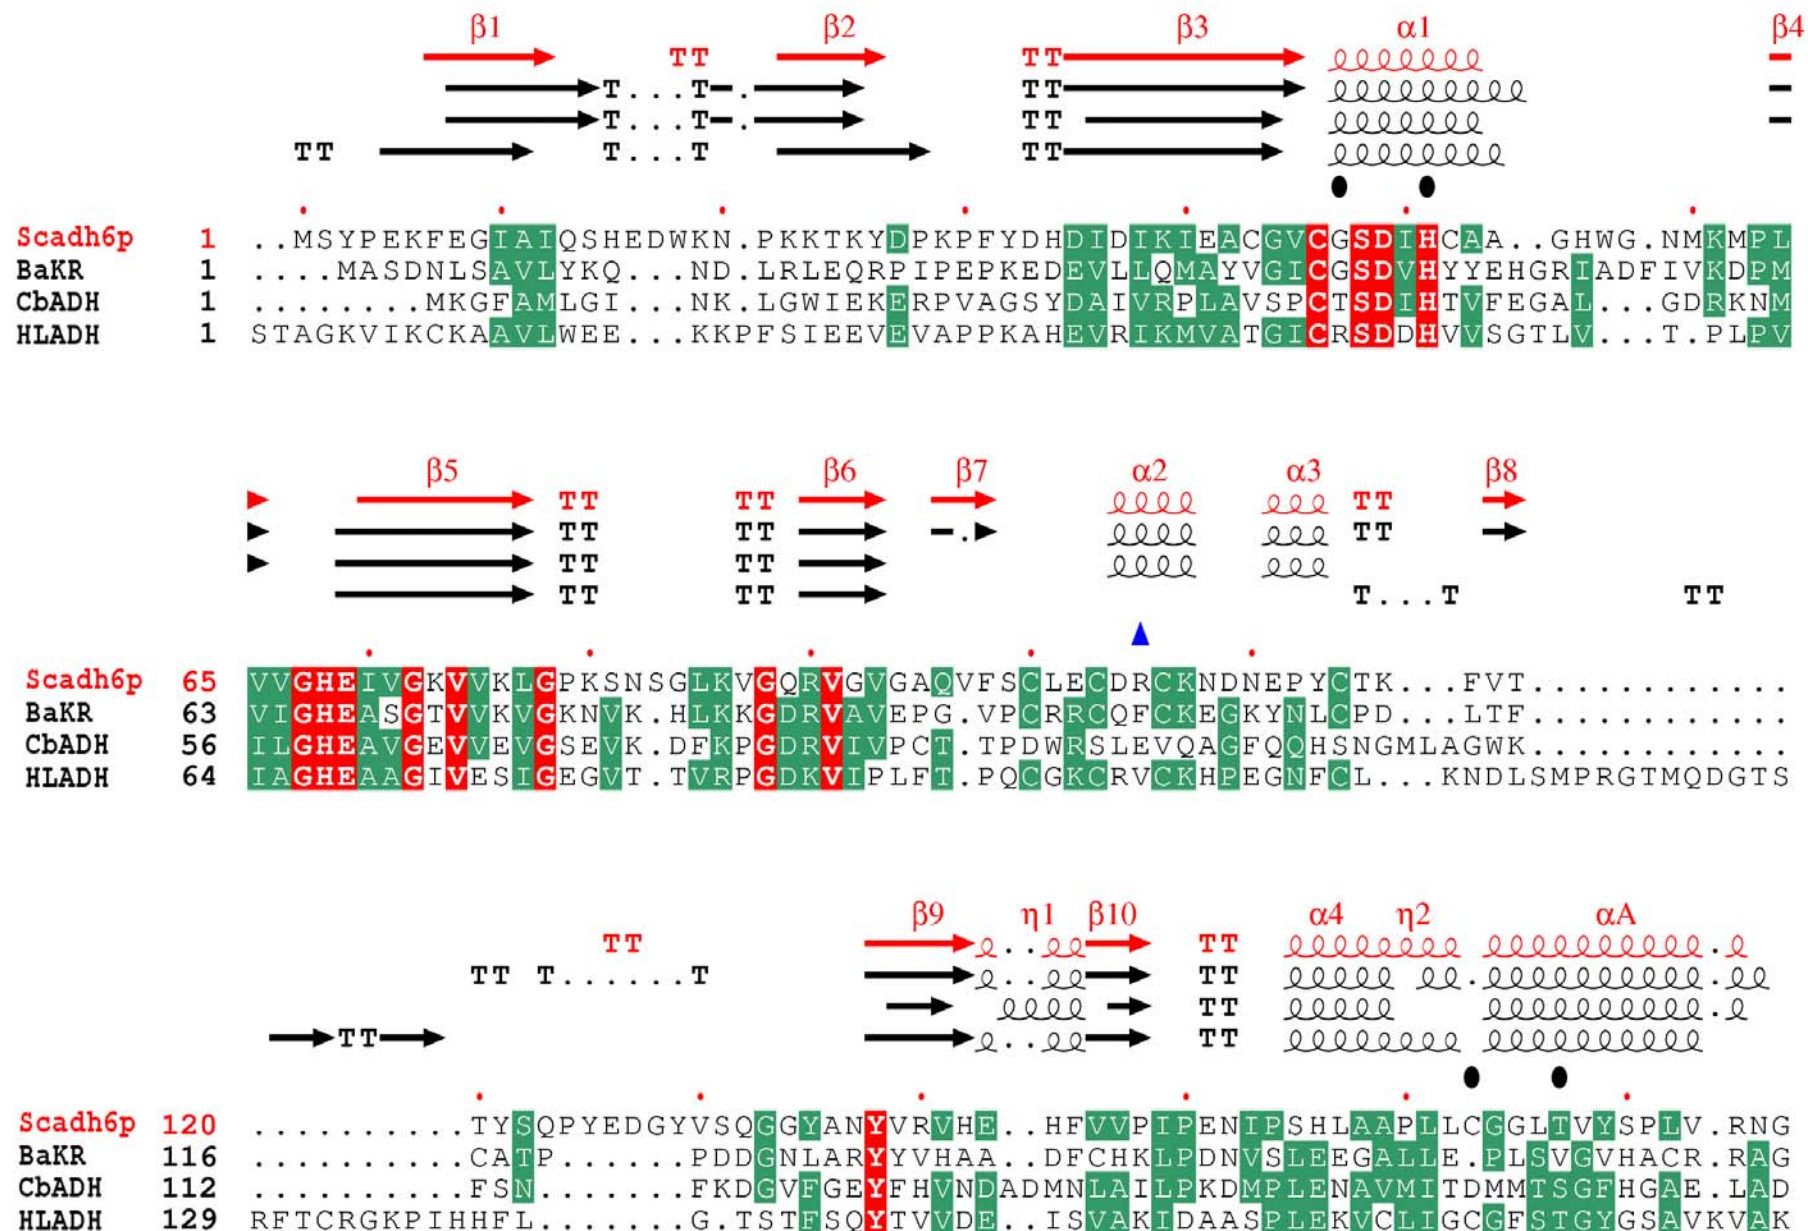 β1 β2 β3 α1 β4
TT TT
T...T . TT
T...T . TT
TT T...T TT
Scadh6p 1 ..MSYPEKFEGIAIQSHEDWKN.PKKTKYDPKPFYDHDIDIKIEACGVCGSDIHCAA..GHWG.NMKMPL
BaKR 1 ....MASDNLSAVLYKQ...ND.LRLEQRPIPEPKEDEVLLQMAYVGICGSDVHYYEHGRIADFIVKDPM
CbADH 1 ........MKGFAMLGI...NK.LGWIEKERPVAGSYDAIVRPLAVSPCTSDIHTVFEGAL...GDRKNM
HLADH 1 STAGKVIKCKAAVLWEE...KKPFSIEEVEVAPPKAHEVRIKMVATGICRSDDHVVSGTLV...T.PLPV
β5 β6 β7 α2 α3 β8
TT TT TT
TT TT . TT
TT TT
TT TT T...T TT
Scadh6p 65 VVGHEIVGKVVKLGPKSNSGLKVGQRVGVGAQVFSCLECDRCKNDNEPYCTK...FVT............
BaKR 63 VIGHEASGTVVKVGKNVK.HLKKGDRVAVEPG.VPCRRCQFCKEGKYNLCPD...LTF............
CbADH 56 ILGHEAVGEVVEVGSEVK.DFKPGDRVIVPCT.TPDWRSLEVQAGFQQHSNGMLAGWK............
HLADH 64 IAGHEAAGIVESIGEGVT.TVRPGDKVIPLFT.PQCGKCRVCKHPEGNFCL...KNDLSMPRGTMQDGTS
β9 η1 β10 α4 η2 αA
TT .. TT .
TT T......T .. TT .
TT .
TT .. TT
Scadh6p 120 ..........TYSQPYEDGYVSQGGYANYVRVHE..HFVVPIPENIPSHLAAPLLCGGLTVYSPLV.RNG
BaKR 116 ..........CATP......PDDGNLARYYVHAA..DFCHKLPDNVSLEEGALLE.PLSVGVHACR.RAG
CbADH 112 ..........FSN.......FKDGVFGEYFHVNDADMNLAILPKDMPLENAVMITDMMTSGFHGAE.LAD
HLADH 129 RFTCRGKPIHHFL.......G.TSTFSQYTVVDE..ISVAKIDAASPLEKVCLIGCGFSTGYGSAVKVAK